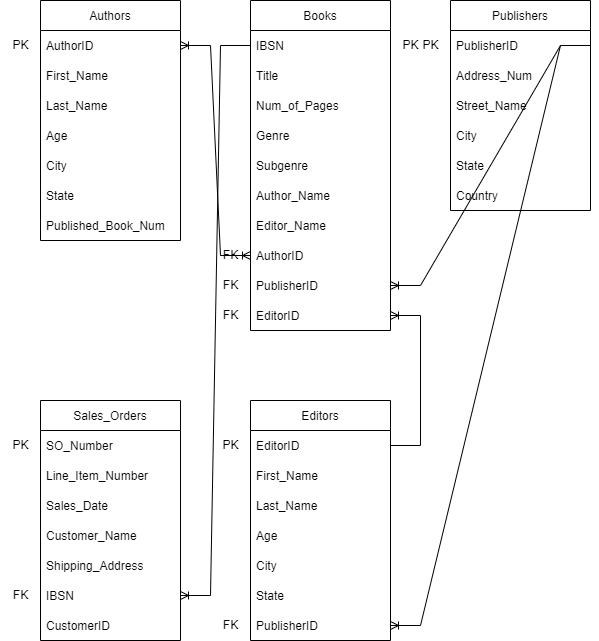 Authors
PK AuthorID
First_Name
Last_Name
Age
City
State
Published_Book_Num
Books
IBSN
Title
Num_of_Pages
Genre
Subgenre
Author_Name
Editor_Name
FK AuthorID
FK PublisherID
FK EditorID
Publishers
PK PK PublisherID
Address_Num
Street_Name
City
State
Country
Sales_Orders
PK SO_Number
Line_Item_Number
Sales_Date
Customer_Name
Shipping_Address
FK IBSN
CustomerID
Editors
PK EditorID
First_Name
Last_Name
Age
City
State
FK PublisherID